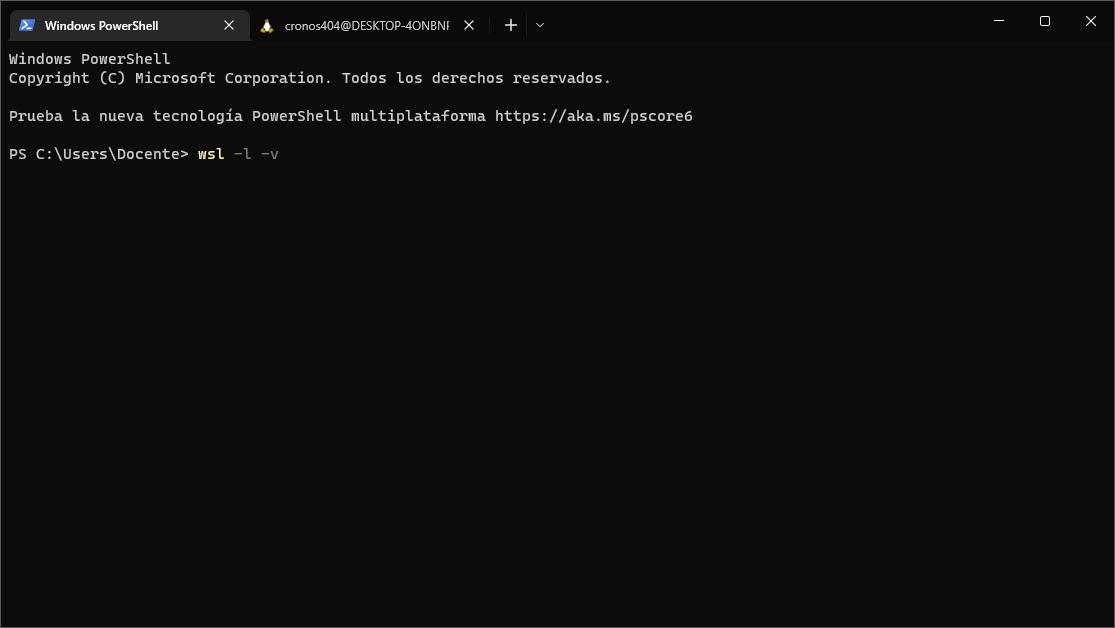 Windows PowerShell
cronos404@DESKTOP-4ONBNF
Windows PowerShell
Copyright (C) Microsoft Corporation. Todos los derechos reservados.
Prueba la nueva tecnología PowerShell multiplataforma https://aka.ms/pscore6
PS C:\Users\Docente> wsl -l -v